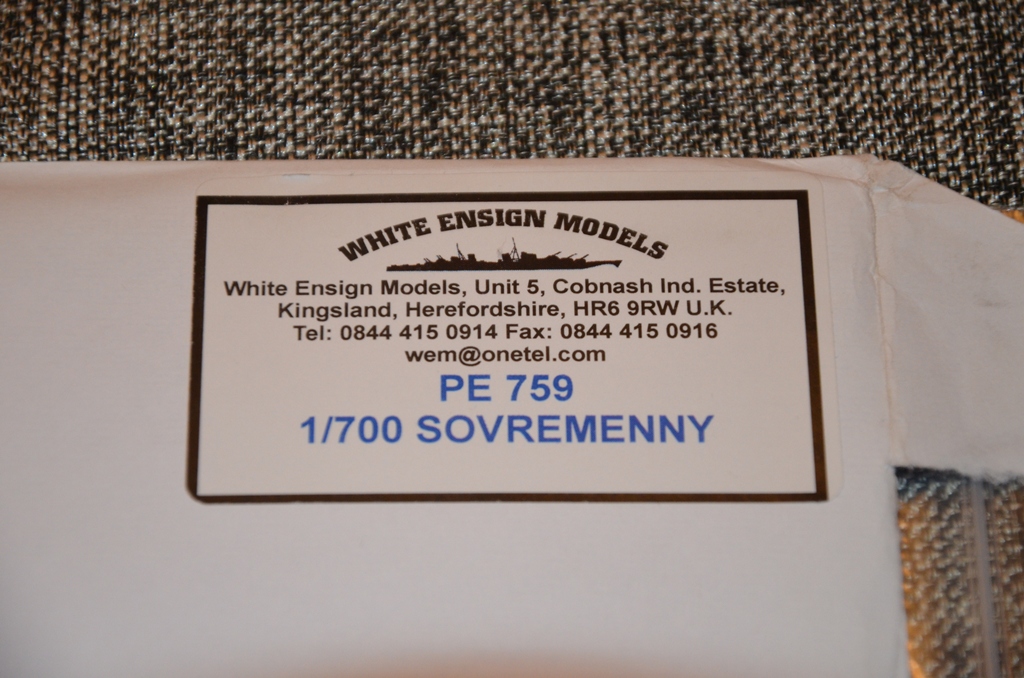 WHITE ENSIGN MODELS
White Ensign Models, Unit 5, Cobnash Ind. Estate,
Kingsland, Herefordshire, HR6 9RW U.K.
Tel: 0844 415 0914 Fax: 0844 415 0916
wem@onetel.com
PE 759
1/700 SOVREMENNY